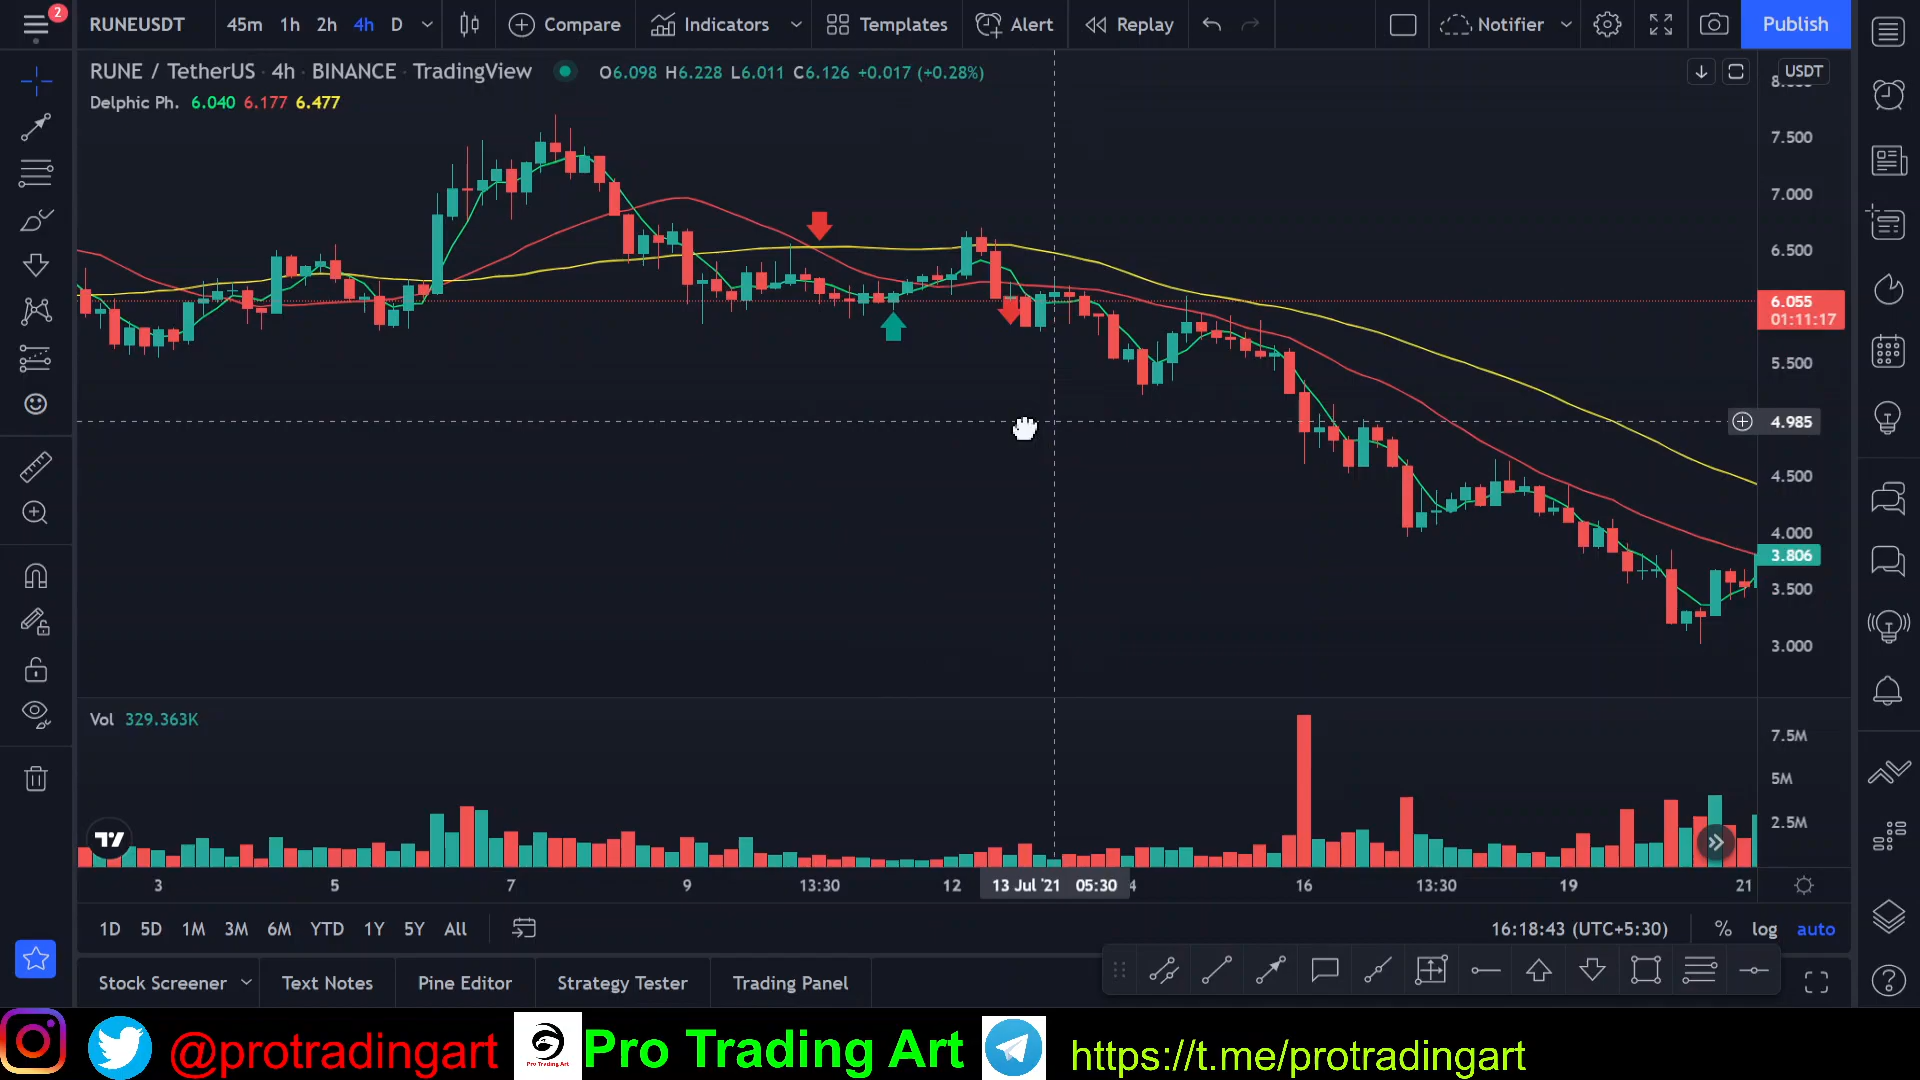 2
RUNEUSDT 45m 1h 2h 4h D Compare Indicators Templates Alert Replay Notifier Publish
RUNE / TetherUS · 4h · BINANCE · TradingView O6.098 H6.228 L6.011 C6.126 +0.017 (+0.28%)
USDT
Delphic Ph. 6.040 6.177 6.477
7.500
7.000
6.500
6.055
01:11:17
5.500
4.985
4.500
4.000
3.806
3.500
3.000
Vol 329.363K
7.5M
5M
2.5M
3 5 7 9 13:30 12 13 Jul '21 05:30 4 16 13:30 19 21
1D 5D 1M 3M 6M YTD 1Y 5Y All 16:18:43 (UTC+5:30) % log auto
Stock Screener Text Notes Pine Editor Strategy Tester Trading Panel
@protradingart Pro Trading Art Pro Trading Art https://t.me/protradingart